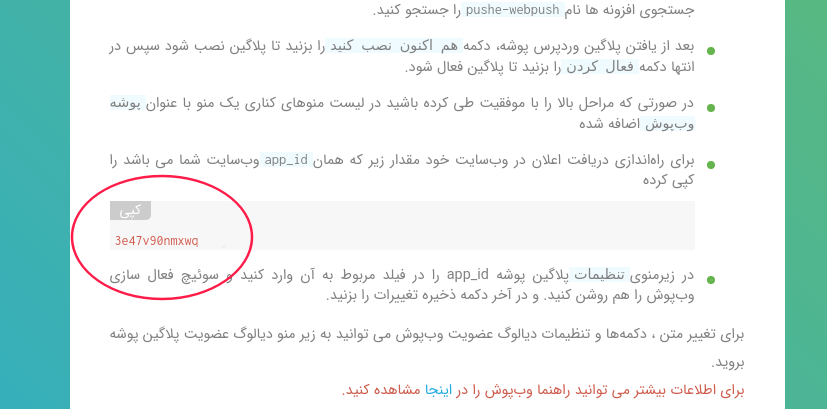 جستجوی افزونه ها نام pushe-webpush را جستجو کنید.
بعد از یافتن پلاگین وردپرس پوشه، دکمه هم اکنون نصب کنید را بزنید تا پلاگین نصب شود سپس در
انتها دکمه فعال کردن را بزنید تا پلاگین فعال شود.
در صورتی که مراحل بالا را با موفقیت طی کرده باشید در لیست منوهای کناری یک منو با عنوان پوشه
وب‌پوش اضافه شده
برای راه‌اندازی دریافت اعلان در وب‌سایت خود مقدار زیر که همان app_id وب‌سایت شما می باشد را
کپی کرده
کپی
3e47v90nmxwq
در زیرمنوی تنظیمات پلاگین پوشه app_id را در فیلد مربوط به آن وارد کنید و سوئیچ فعال سازی
وب‌پوش را هم روشن کنید. و در آخر دکمه ذخیره تغییرات را بزنید.
برای تغییر متن ، دکمه‌ها و تنظیمات دیالوگ عضویت وب‌پوش می توانید به زیر منو دیالوگ عضویت پلاگین پوشه
بروید.
برای اطلاعات بیشتر می توانید راهنما وب‌پوش را در اینجا مشاهده کنید.